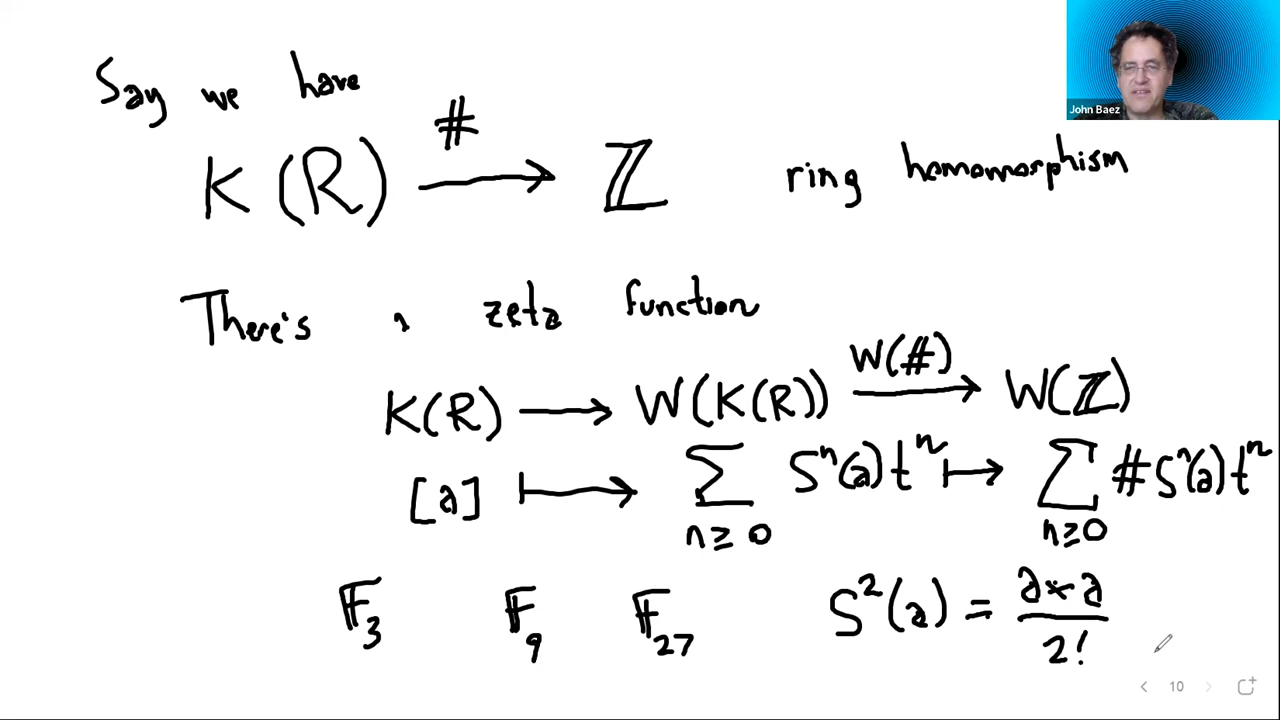 Say we have
John Baez
K(R) —#→ ℤ ring homomorphism
There's a zeta function
K(R) → W(K(R)) —W(#)→ W(ℤ)
[a] ↦ ∑_{n≥0} Sⁿ(a)tⁿ ↦ ∑_{n≥0} #Sⁿ(a)tⁿ
𝔽₃ 𝔽₉ 𝔽₂₇ S²(a) = a×a / 2!
10